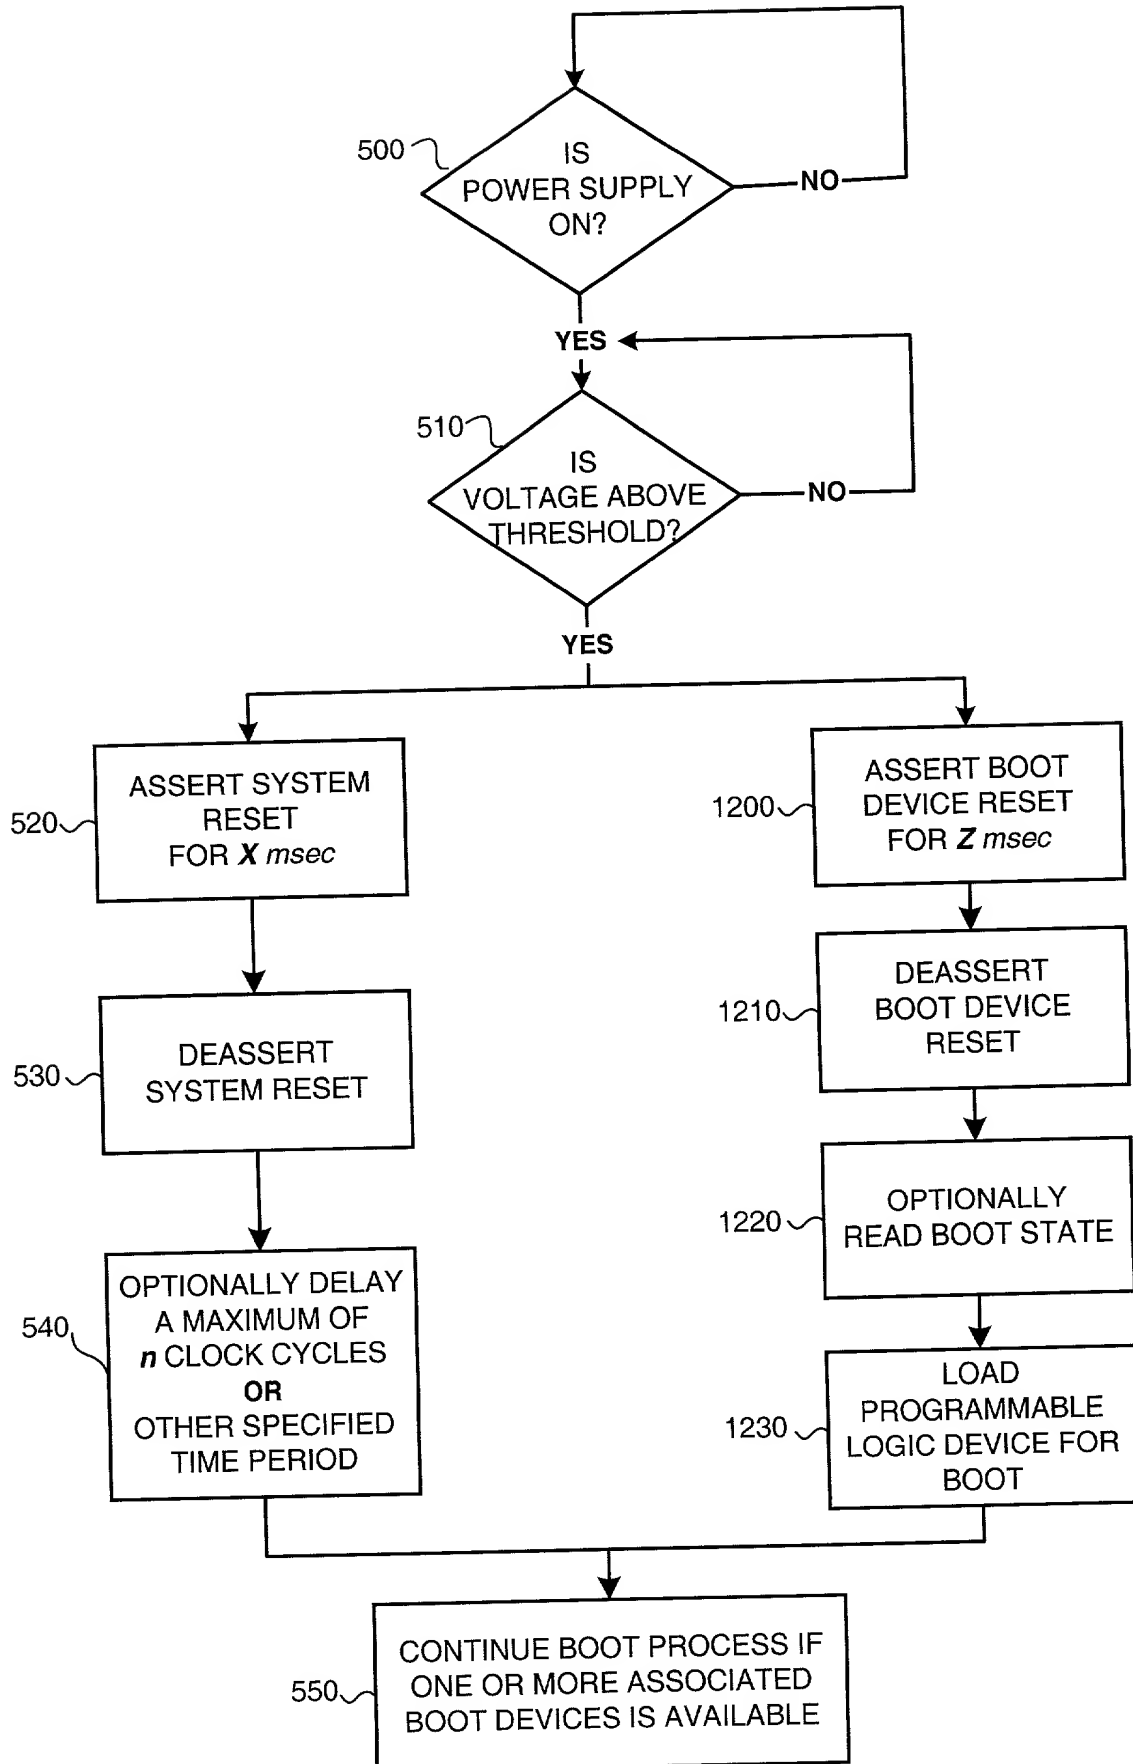 500
IS
POWER SUPPLY
ON?
NO
YES
510
IS
VOLTAGE ABOVE
THRESHOLD?
NO
YES
520
ASSERT SYSTEM
RESET
FOR X msec
530
DEASSERT
SYSTEM RESET
540
OPTIONALLY DELAY
A MAXIMUM OF
n CLOCK CYCLES
OR
OTHER SPECIFIED
TIME PERIOD
1200
ASSERT BOOT
DEVICE RESET
FOR Z msec
1210
DEASSERT
BOOT DEVICE
RESET
1220
OPTIONALLY
READ BOOT STATE
1230
LOAD
PROGRAMMABLE
LOGIC DEVICE FOR
BOOT
550
CONTINUE BOOT PROCESS IF
ONE OR MORE ASSOCIATED
BOOT DEVICES IS AVAILABLE